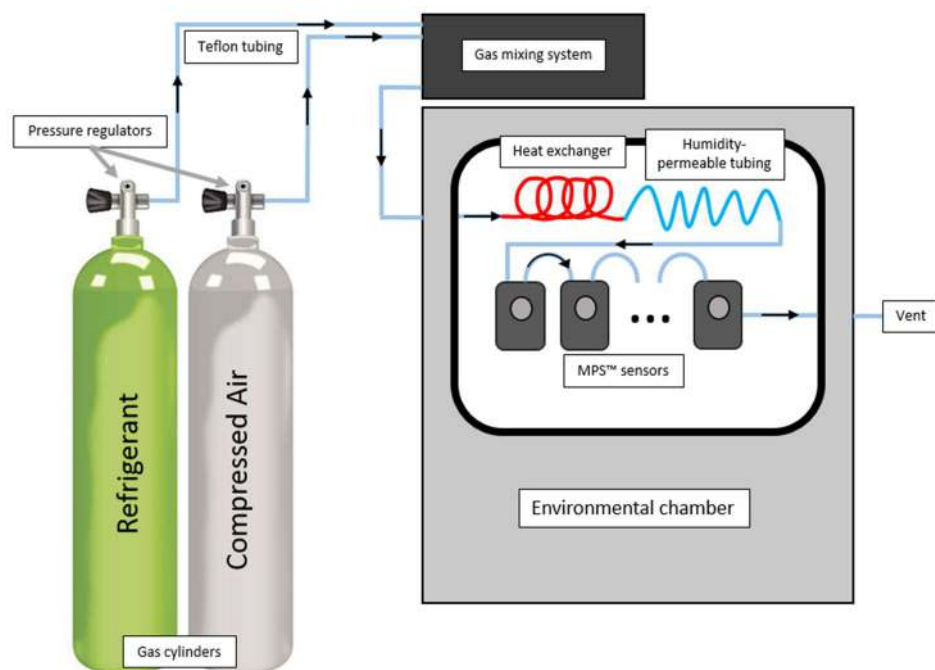 Teflon tubing
Gas mixing system
Pressure regulators
Heat exchanger
Humidity-
permeable tubing
MPS™ sensors
Vent
Refrigerant
Compressed Air
Environmental chamber
Gas cylinders